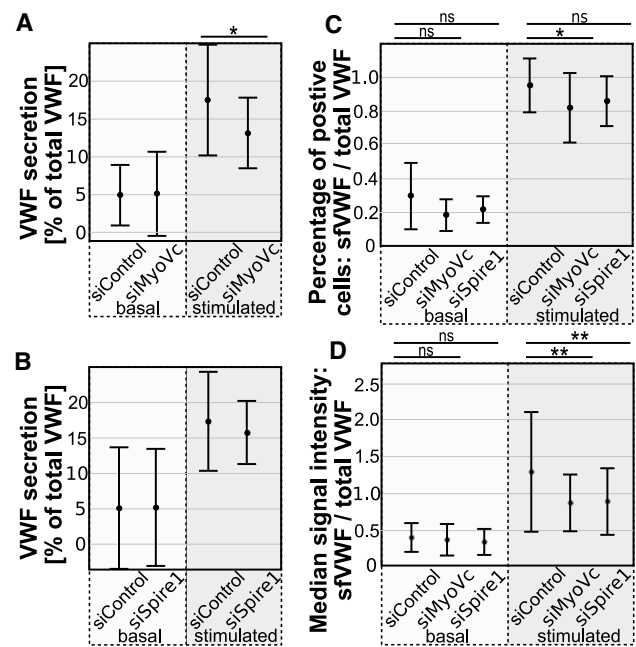 A
*
VWF secretion
[% of total VWF]
20
15
10
5
0
siControl
siMyoVc
siControl
siMyoVc
basal
stimulated
B
VWF secretion
[% of total VWF]
20
15
10
5
0
siControl
siSpire1
siControl
siSpire1
basal
stimulated
C
ns
ns
ns
*
Percentage of postive
cells: sfVWF / total VWF
1.0
0.8
0.6
0.4
0.2
0
siControl
siMyoVc
siSpire1
siControl
siMyoVc
siSpire1
basal
stimulated
D
ns
**
ns
**
Median signal intensity:
sfVWF / total VWF
2.5
2.0
1.5
1.0
0.5
0
siControl
siMyoVc
siSpire1
siControl
siMyoVc
siSpire1
basal
stimulated